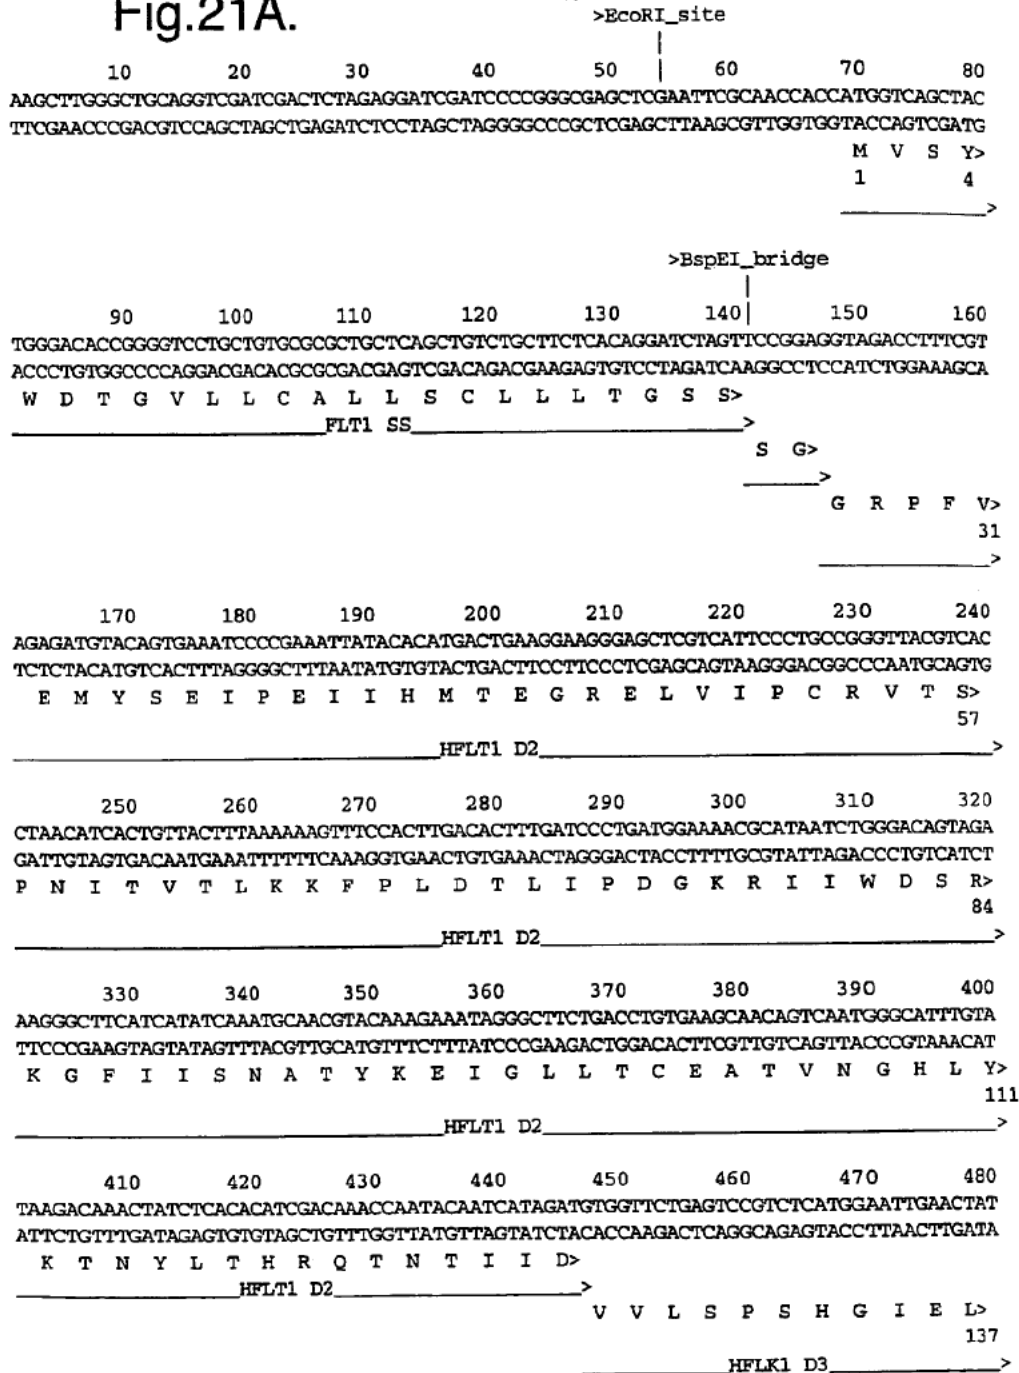 Fig.21A.
>EcoRI_site
10 20 30 40 50 60 70 80
AAGCTTGGGCTGCAGGTCGATCGACTCTAGAGGATCGATCCCCGGGCGAGCTCGAATTCGCAACCACCATGGTCAGCTAC
TTCGAACCCGACGTCCAGCTAGCTGAGATCTCCTAGCTAGGGGCCCGCTCGAGCTTAAGCGTTGGTGGTACCAGTCGATG
M V S Y>
1 4
>
>BspEI_bridge
90 100 110 120 130 140 150 160
TGGGACACCGGGGTCCTGCTGTGCGCGCTGCTCAGCTGTCTGCTTCTCACAGGATCTAGTTCCGGAGGTAGACCTTTCGT
ACCCTGTGGCCCCAGGACGACACGCGCGACGAGTCGACAGACGAAGAGTGTCCTAGATCAAGGCCTCCATCTGGAAAGCA
W D T G V L L C A L L S C L L L T G S S>
FLT1 SS >
S G>
>
G R P F V>
31
>
170 180 190 200 210 220 230 240
AGAGATGTACAGTGAAATCCCCGAAATTATACACATGACTGAAGGAAGGGAGCTCGTCATTCCCTGCCGGGTTACGTCAC
TCTCTACATGTCACTTTAGGGGCTTTAATATGTGTACTGACTTCCTTCCCTCGAGCAGTAAGGGACGGCCCAATGCAGTG
E M Y S E I P E I I H M T E G R E L V I P C R V T S>
57
HFLT1 D2 >
250 260 270 280 290 300 310 320
CTAACATCACTGTTACTTTAAAAAAGTTTCCACTTGACACTTTGATCCCTGATGGAAAACGCATAATCTGGGACAGTAGA
GATTGTAGTGACAATGAAATTTTTTCAAAGGTGAACTGTGAAACTAGGGACTACCTTTTGCGTATTAGACCCTGTCATCT
P N I T V T L K K F P L D T L I P D G K R I I W D S R>
84
HFLT1 D2 >
330 340 350 360 370 380 390 400
AAGGGCTTCATCATATCAAATGCAACGTACAAAGAAATAGGGCTTCTGACCTGTGAAGCAACAGTCAATGGGCATTTGTA
TTCCCGAAGTAGTATAGTTTACGTTGCATGTTTCTTTATCCCGAAGACTGGACACTTCGTTGTCAGTTACCCGTAAACAT
K G F I I S N A T Y K E I G L L T C E A T V N G H L Y>
111
HFLT1 D2 >
410 420 430 440 450 460 470 480
TAAGACAAACTATCTCACACATCGACAAACCAATACAATCATAGATGTGGTTCTGAGTCCGTCTCATGGAATTGAACTAT
ATTCTGTTTGATAGAGTGTGTAGCTGTTTGGTTATGTTAGTATCTACACCAAGACTCAGGCAGAGTACCTTAACTTGATA
K T N Y L T H R Q T N T I I D>
HFLT1 D2 >
V V L S P S H G I E L>
137
HFLK1 D3 >